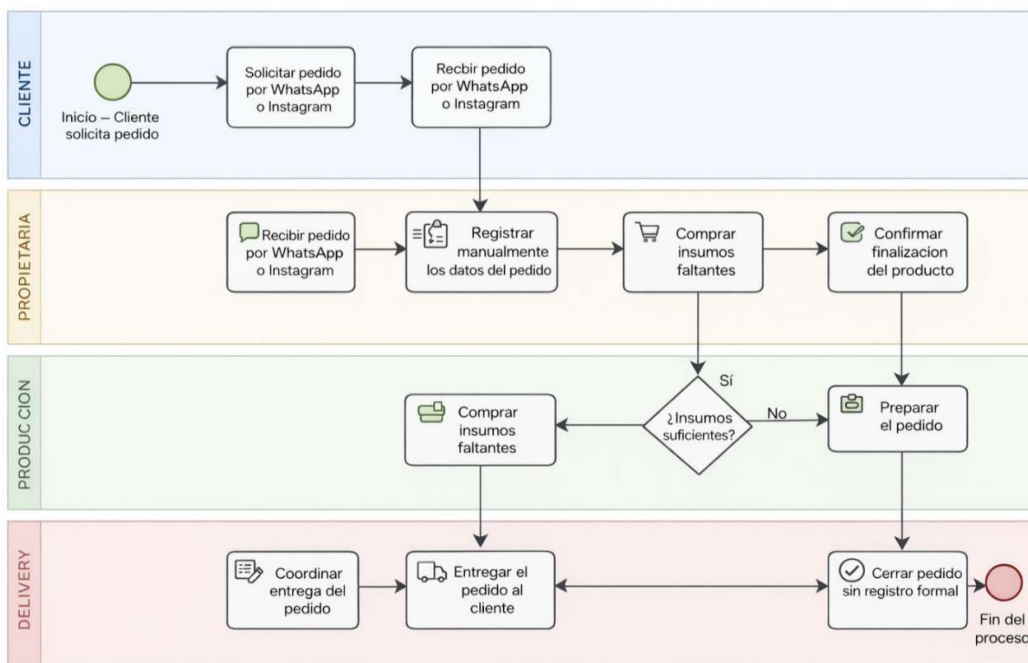 CLIENTE
Inicio – Cliente
solicita pedido
Solicitar pedido
por WhatsApp
o Instagram
Recbir pedido
por WhatsApp
o Instagram
PROPIETARIA
Recibir pedido
por WhatsApp
o Instagram
Registrar
manualmente
los datos del pedido
Comprar
insumos
faltantes
Confirmar
finalizacion
del producto
PRODUCCION
Comprar
insumos
faltantes
¿Insumos
suficientes?
Sí
No
Preparar
el pedido
DELIVERY
Coordinar
entrega del
pedido
Entregar el
pedido al
cliente
Cerrar pedido
sin registro formal
Fin del
proceso